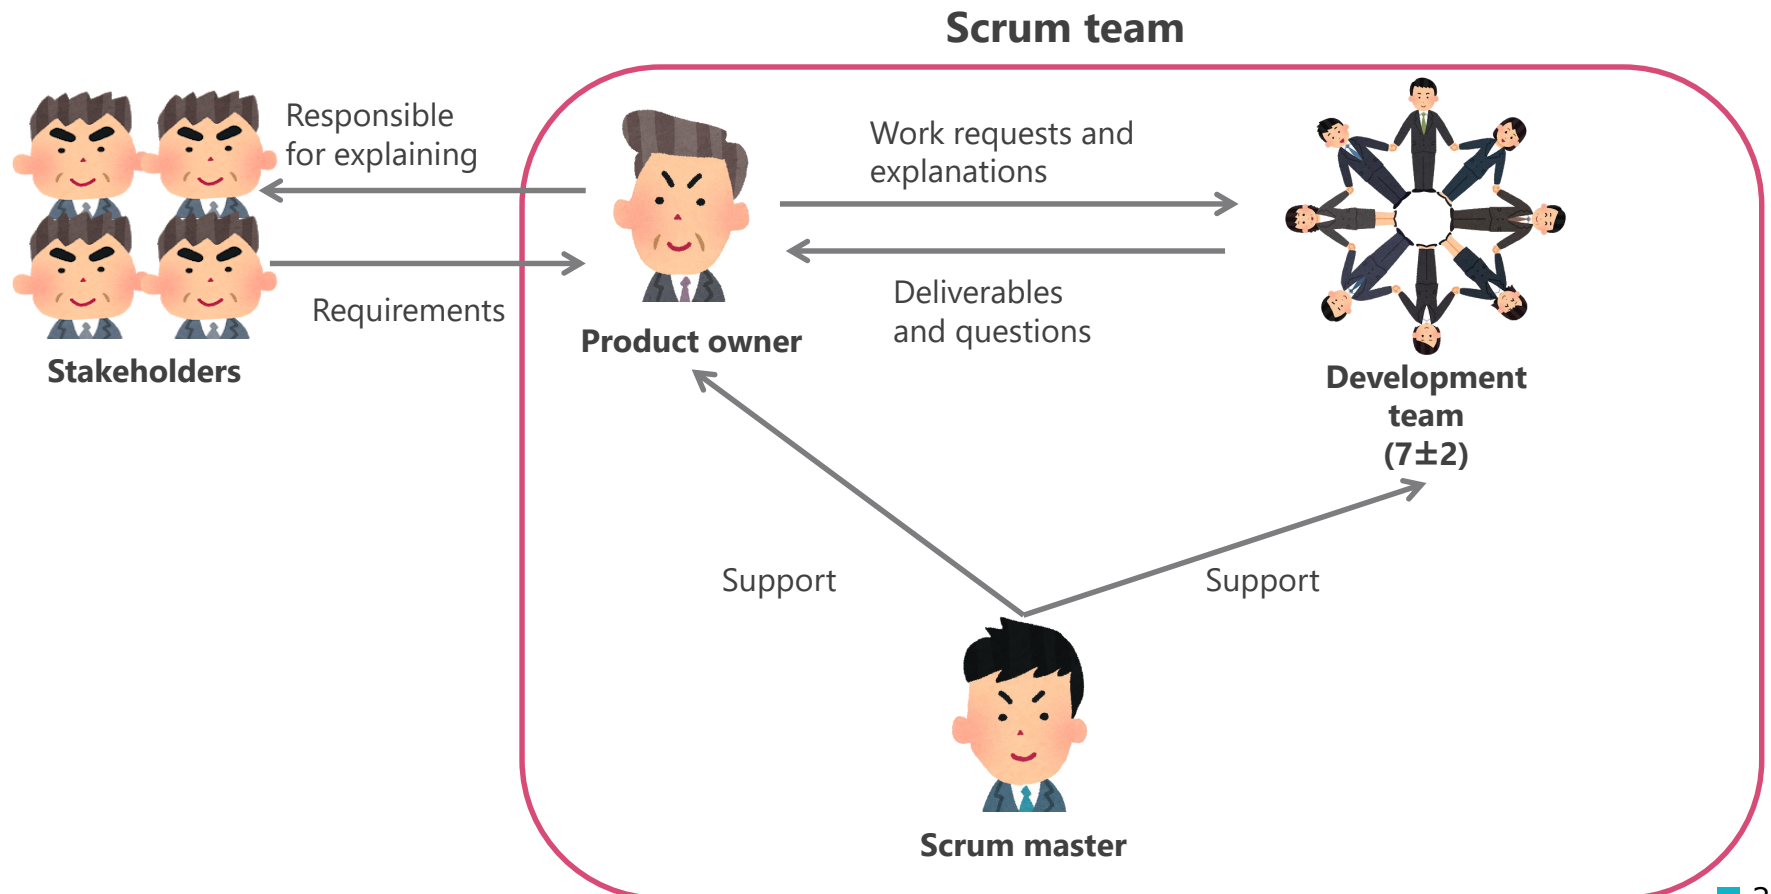 Scrum team
Responsible
for explaining
Work requests and
explanations
Requirements
Deliverables
and questions
Product owner
Stakeholders
Development
team
(7±2)
Support
Support
Scrum master